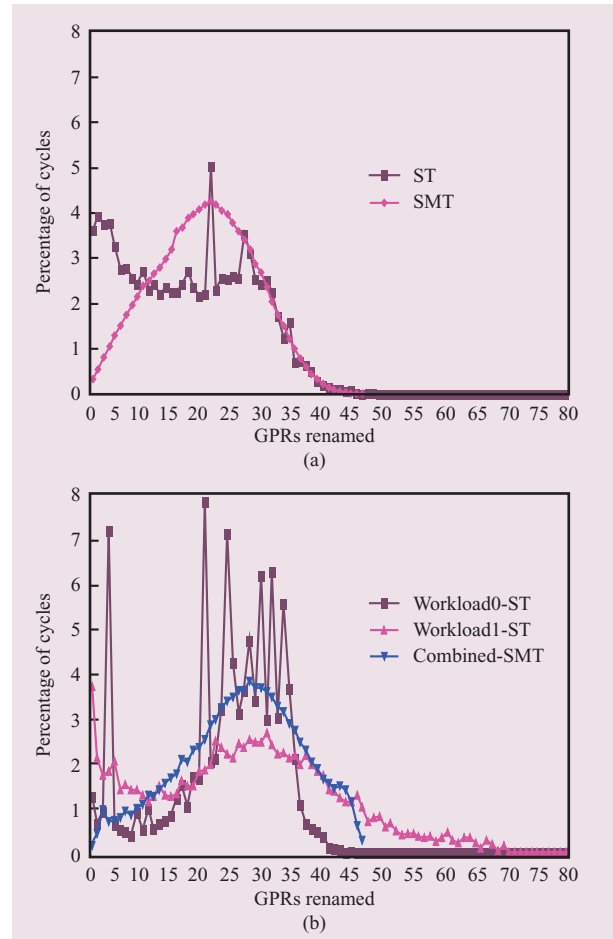 8
7
6
5
4
3
2
1
0
Percentage of cycles
ST
SMT
0 5 10 15 20 25 30 35 40 45 50 55 60 65 70 75 80
GPRs renamed
(a)
8
7
6
5
4
3
2
1
0
Percentage of cycles
Workload0-ST
Workload1-ST
Combined-SMT
0 5 10 15 20 25 30 35 40 45 50 55 60 65 70 75 80
GPRs renamed
(b)